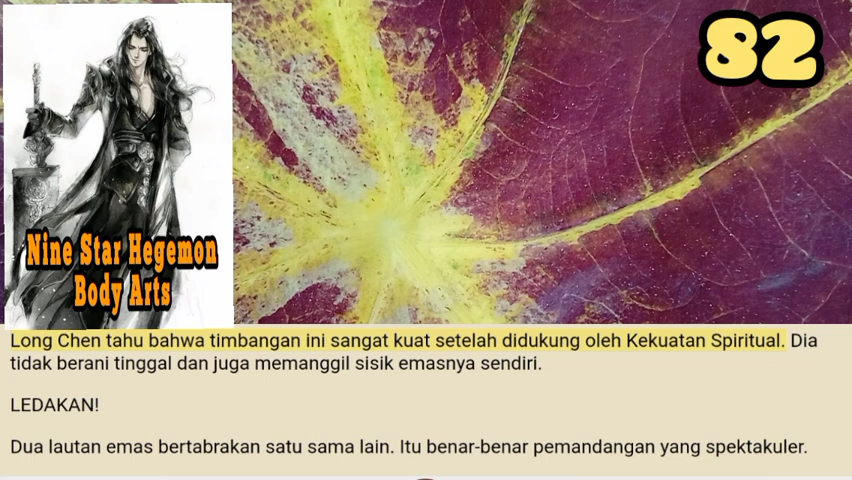 82
Nine Star Hegemon
Body Arts
Long Chen tahu bahwa timbangan ini sangat kuat setelah didukung oleh Kekuatan Spiritual. Dia
tidak berani tinggal dan juga memanggil sisik emasnya sendiri.
LEDAKAN!
Dua lautan emas bertabrakan satu sama lain. Itu benar-benar pemandangan yang spektakuler.